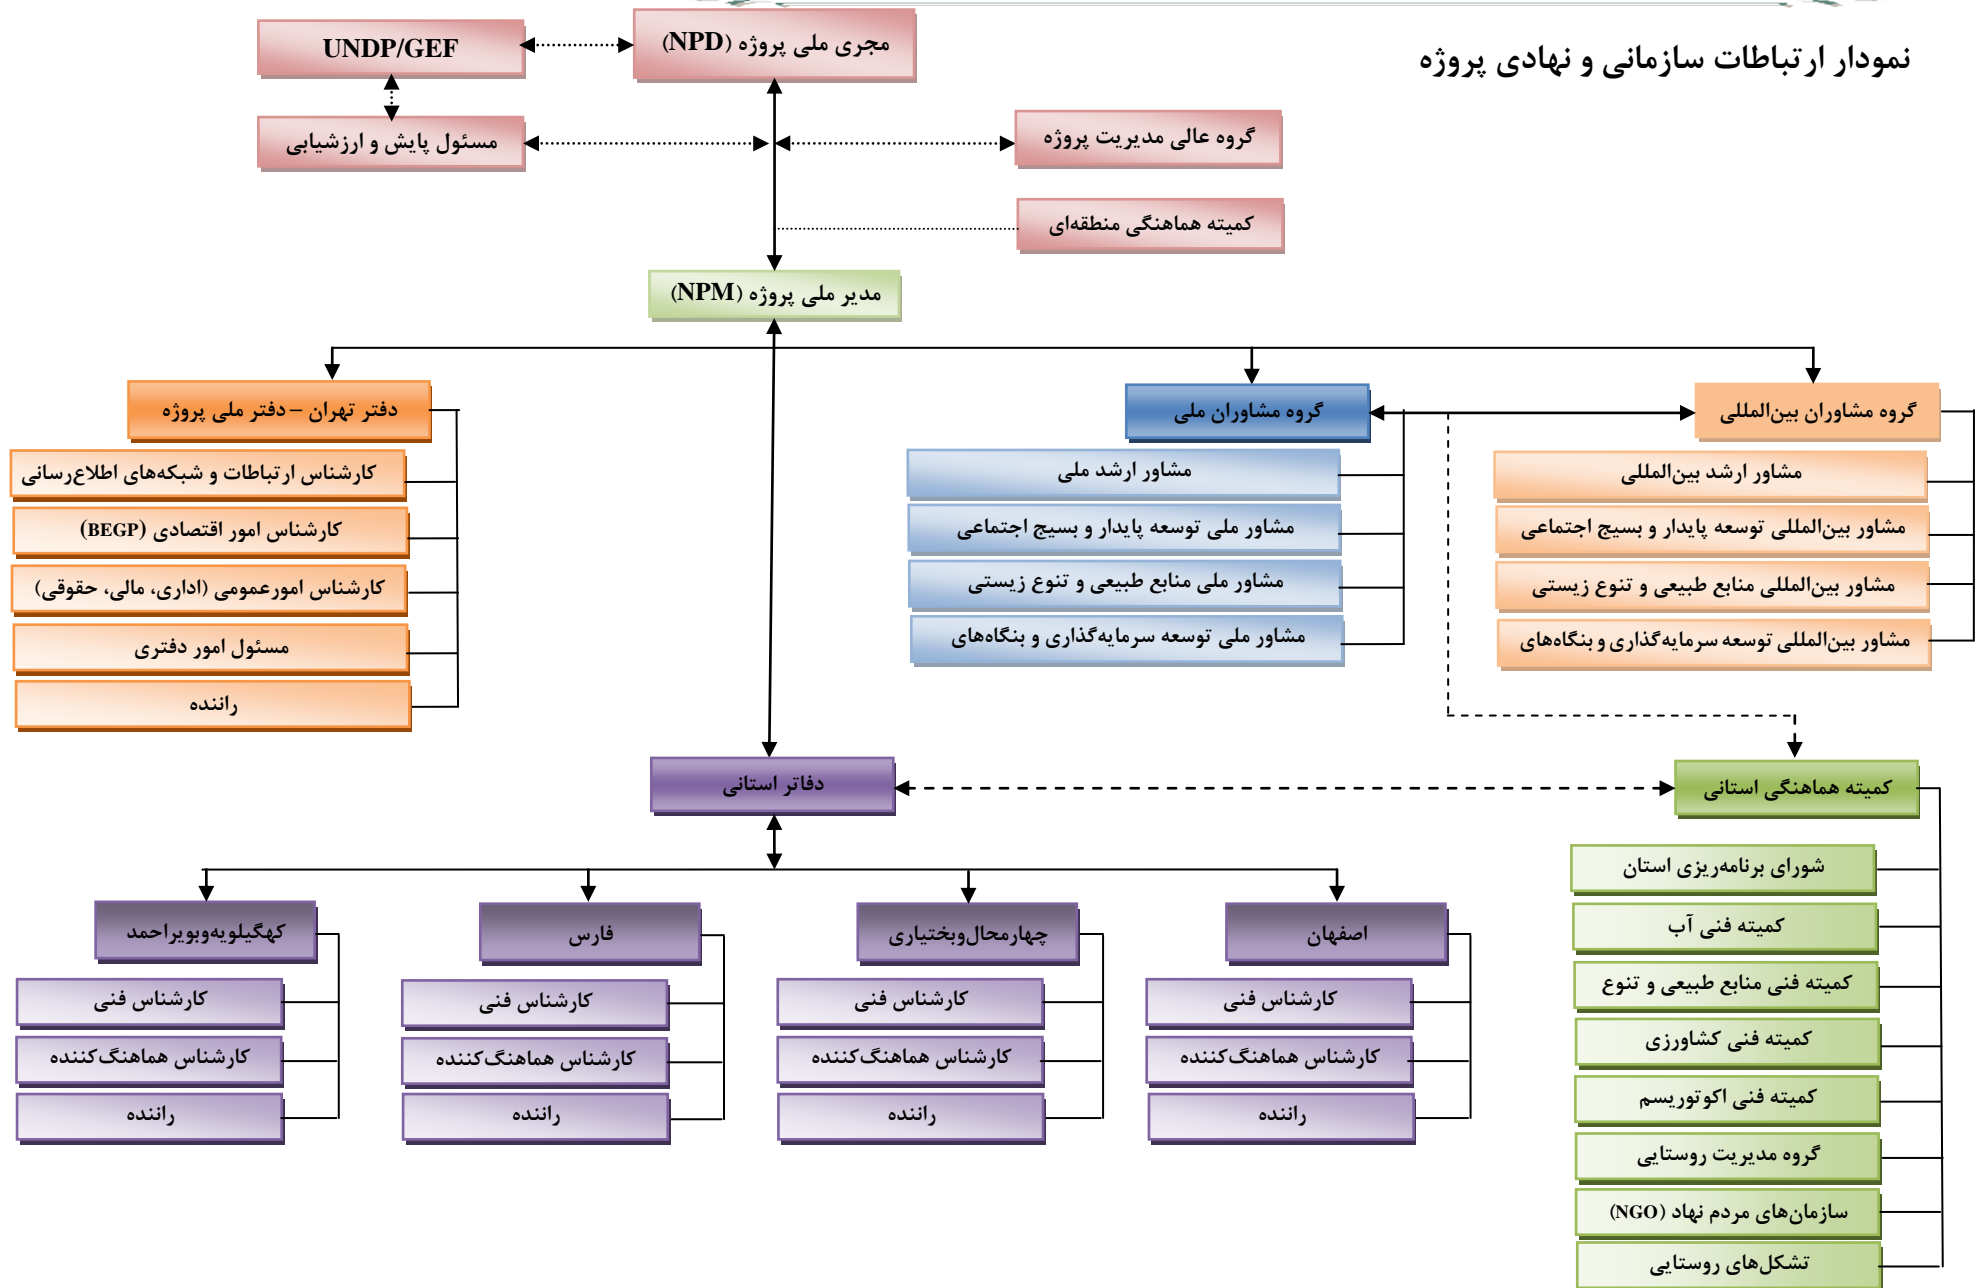 نمودار ارتباطات سازمانی و نهادی پروژه
مجری ملی پروژه (NPD)
UNDP/GEF
گروه عالی مدیریت پروژه
مسئول پایش و ارزشیابی
کمیته هماهنگی منطقه‌ای
مدیر ملی پروژه (NPM)
گروه مشاوران بین‌المللی
مشاور ارشد بین‌المللی
مشاور بین‌المللی توسعه پایدار و بسیج اجتماعی
مشاور بین‌المللی منابع طبیعی و تنوع زیستی
مشاور بین‌المللی توسعه سرمایه‌گذاری و بنگاه‌های
گروه مشاوران ملی
مشاور ارشد ملی
مشاور ملی توسعه پایدار و بسیج اجتماعی
مشاور ملی منابع طبیعی و تنوع زیستی
مشاور ملی توسعه سرمایه‌گذاری و بنگاه‌های
دفتر تهران – دفتر ملی پروژه
کارشناس ارتباطات و شبکه‌های اطلاع‌رسانی
کارشناس امور اقتصادی (BEGP)
کارشناس امورعمومی (اداری، مالی، حقوقی)
مسئول امور دفتری
راننده
کمیته هماهنگی استانی
شورای برنامه‌ریزی استان
کمیته فنی آب
کمیته فنی منابع طبیعی و تنوع
کمیته فنی کشاورزی
کمیته فنی اکوتوریسم
گروه مدیریت روستایی
سازمان‌های مردم نهاد (NGO)
تشکل‌های روستایی
دفاتر استانی
اصفهان
کارشناس فنی
کارشناس هماهنگ‌کننده
راننده
چهارمحال‌وبختیاری
کارشناس فنی
کارشناس هماهنگ‌کننده
راننده
فارس
کارشناس فنی
کارشناس هماهنگ‌کننده
راننده
کهگیلویه‌وبویراحمد
کارشناس فنی
کارشناس هماهنگ‌کننده
راننده